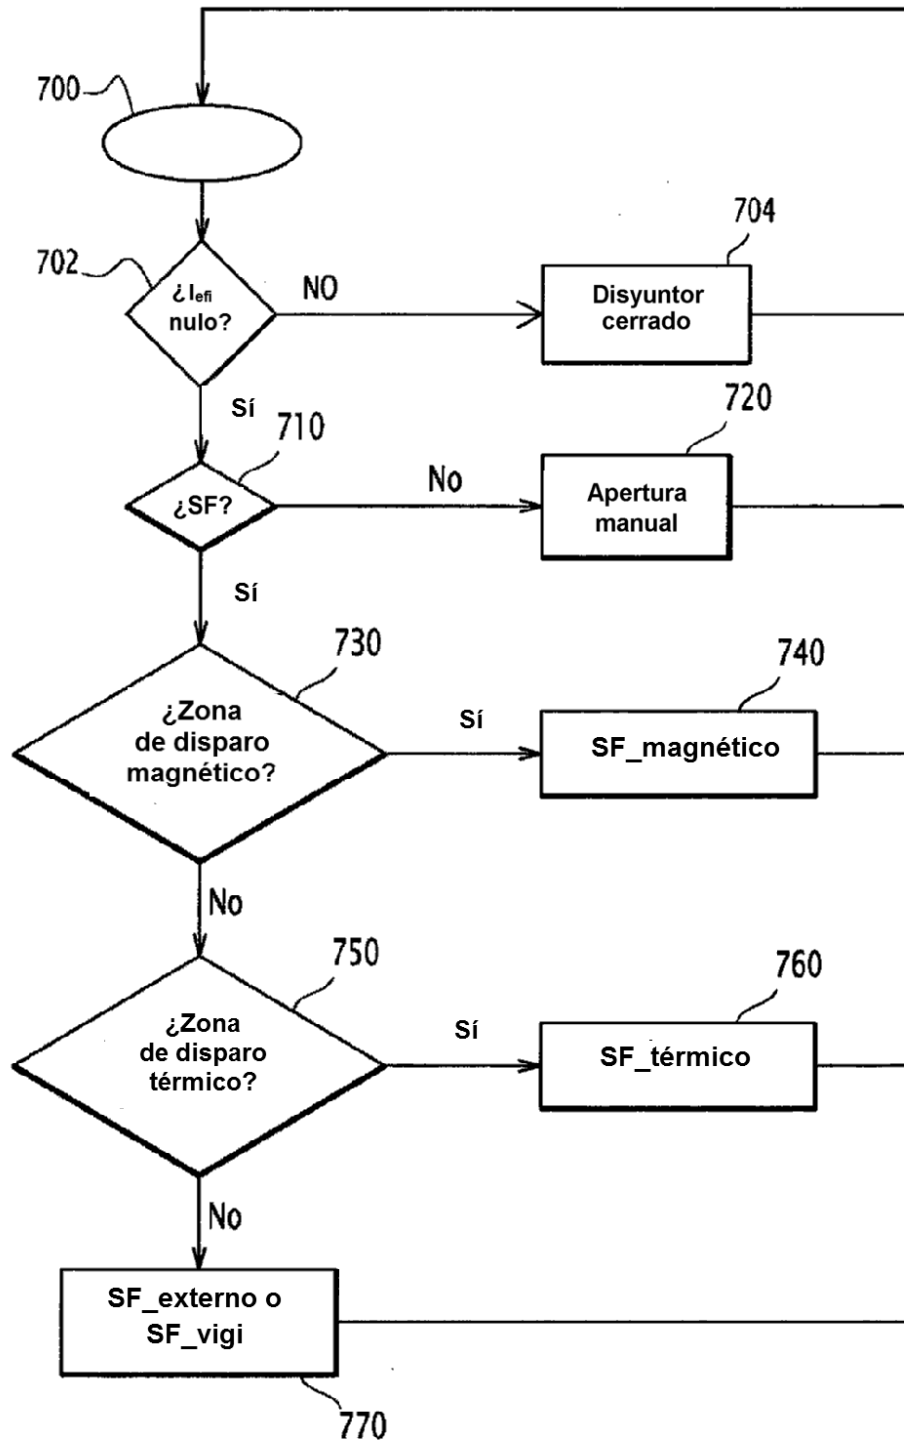 700
702
¿Iefi
nulo?
NO
704
Disyuntor
cerrado
Sí
710
¿SF?
No
720
Apertura
manual
Sí
730
¿Zona
de disparo
magnético?
Sí
740
SF_magnético
No
750
¿Zona
de disparo
térmico?
Sí
760
SF_térmico
No
SF_externo o
SF_vigi
770